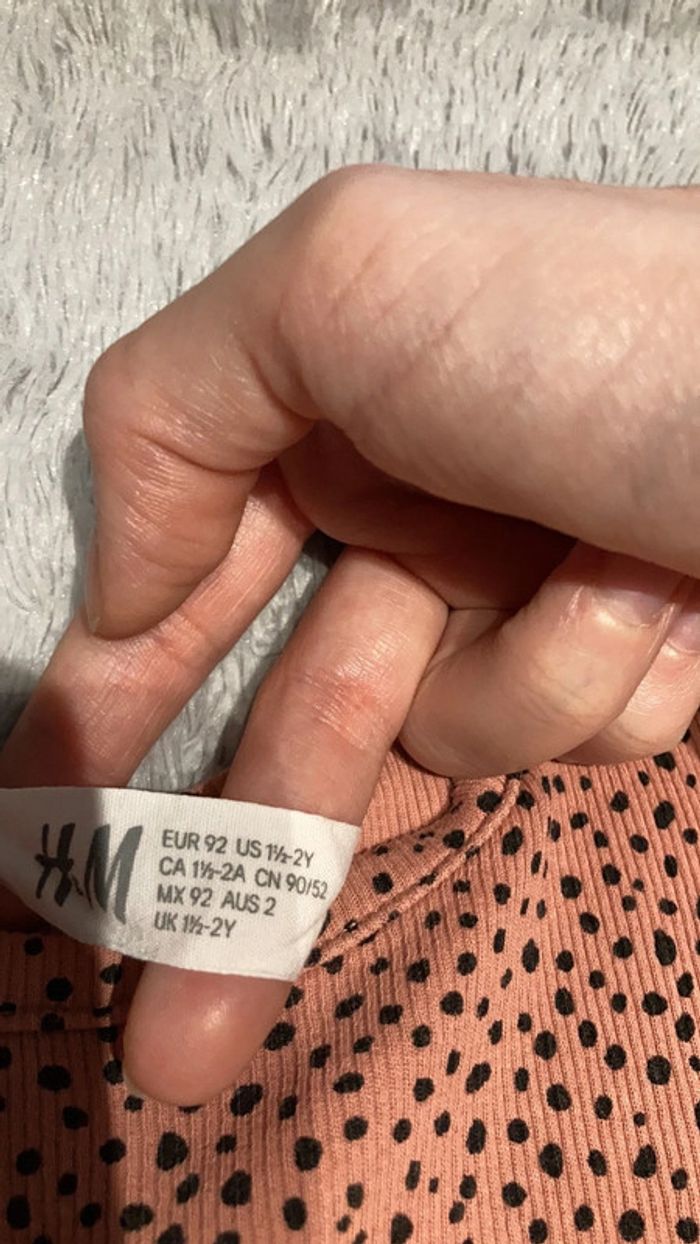 H&M
EUR 92 US 1½-2Y
CA 1½-2A CN 90/52
MX 92 AUS 2
UK 1½-2Y